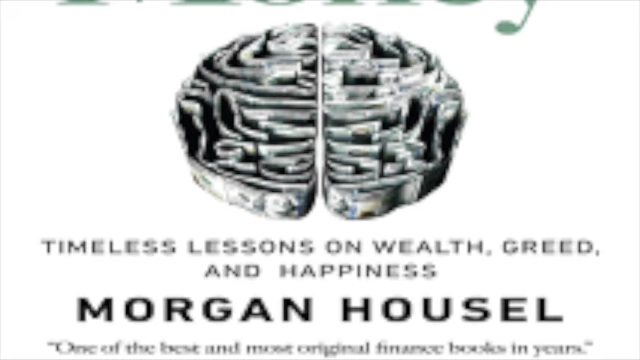 Money
TIMELESS LESSONS ON WEALTH, GREED,
AND HAPPINESS
MORGAN HOUSEL
"One of the best and most original finance books in years."